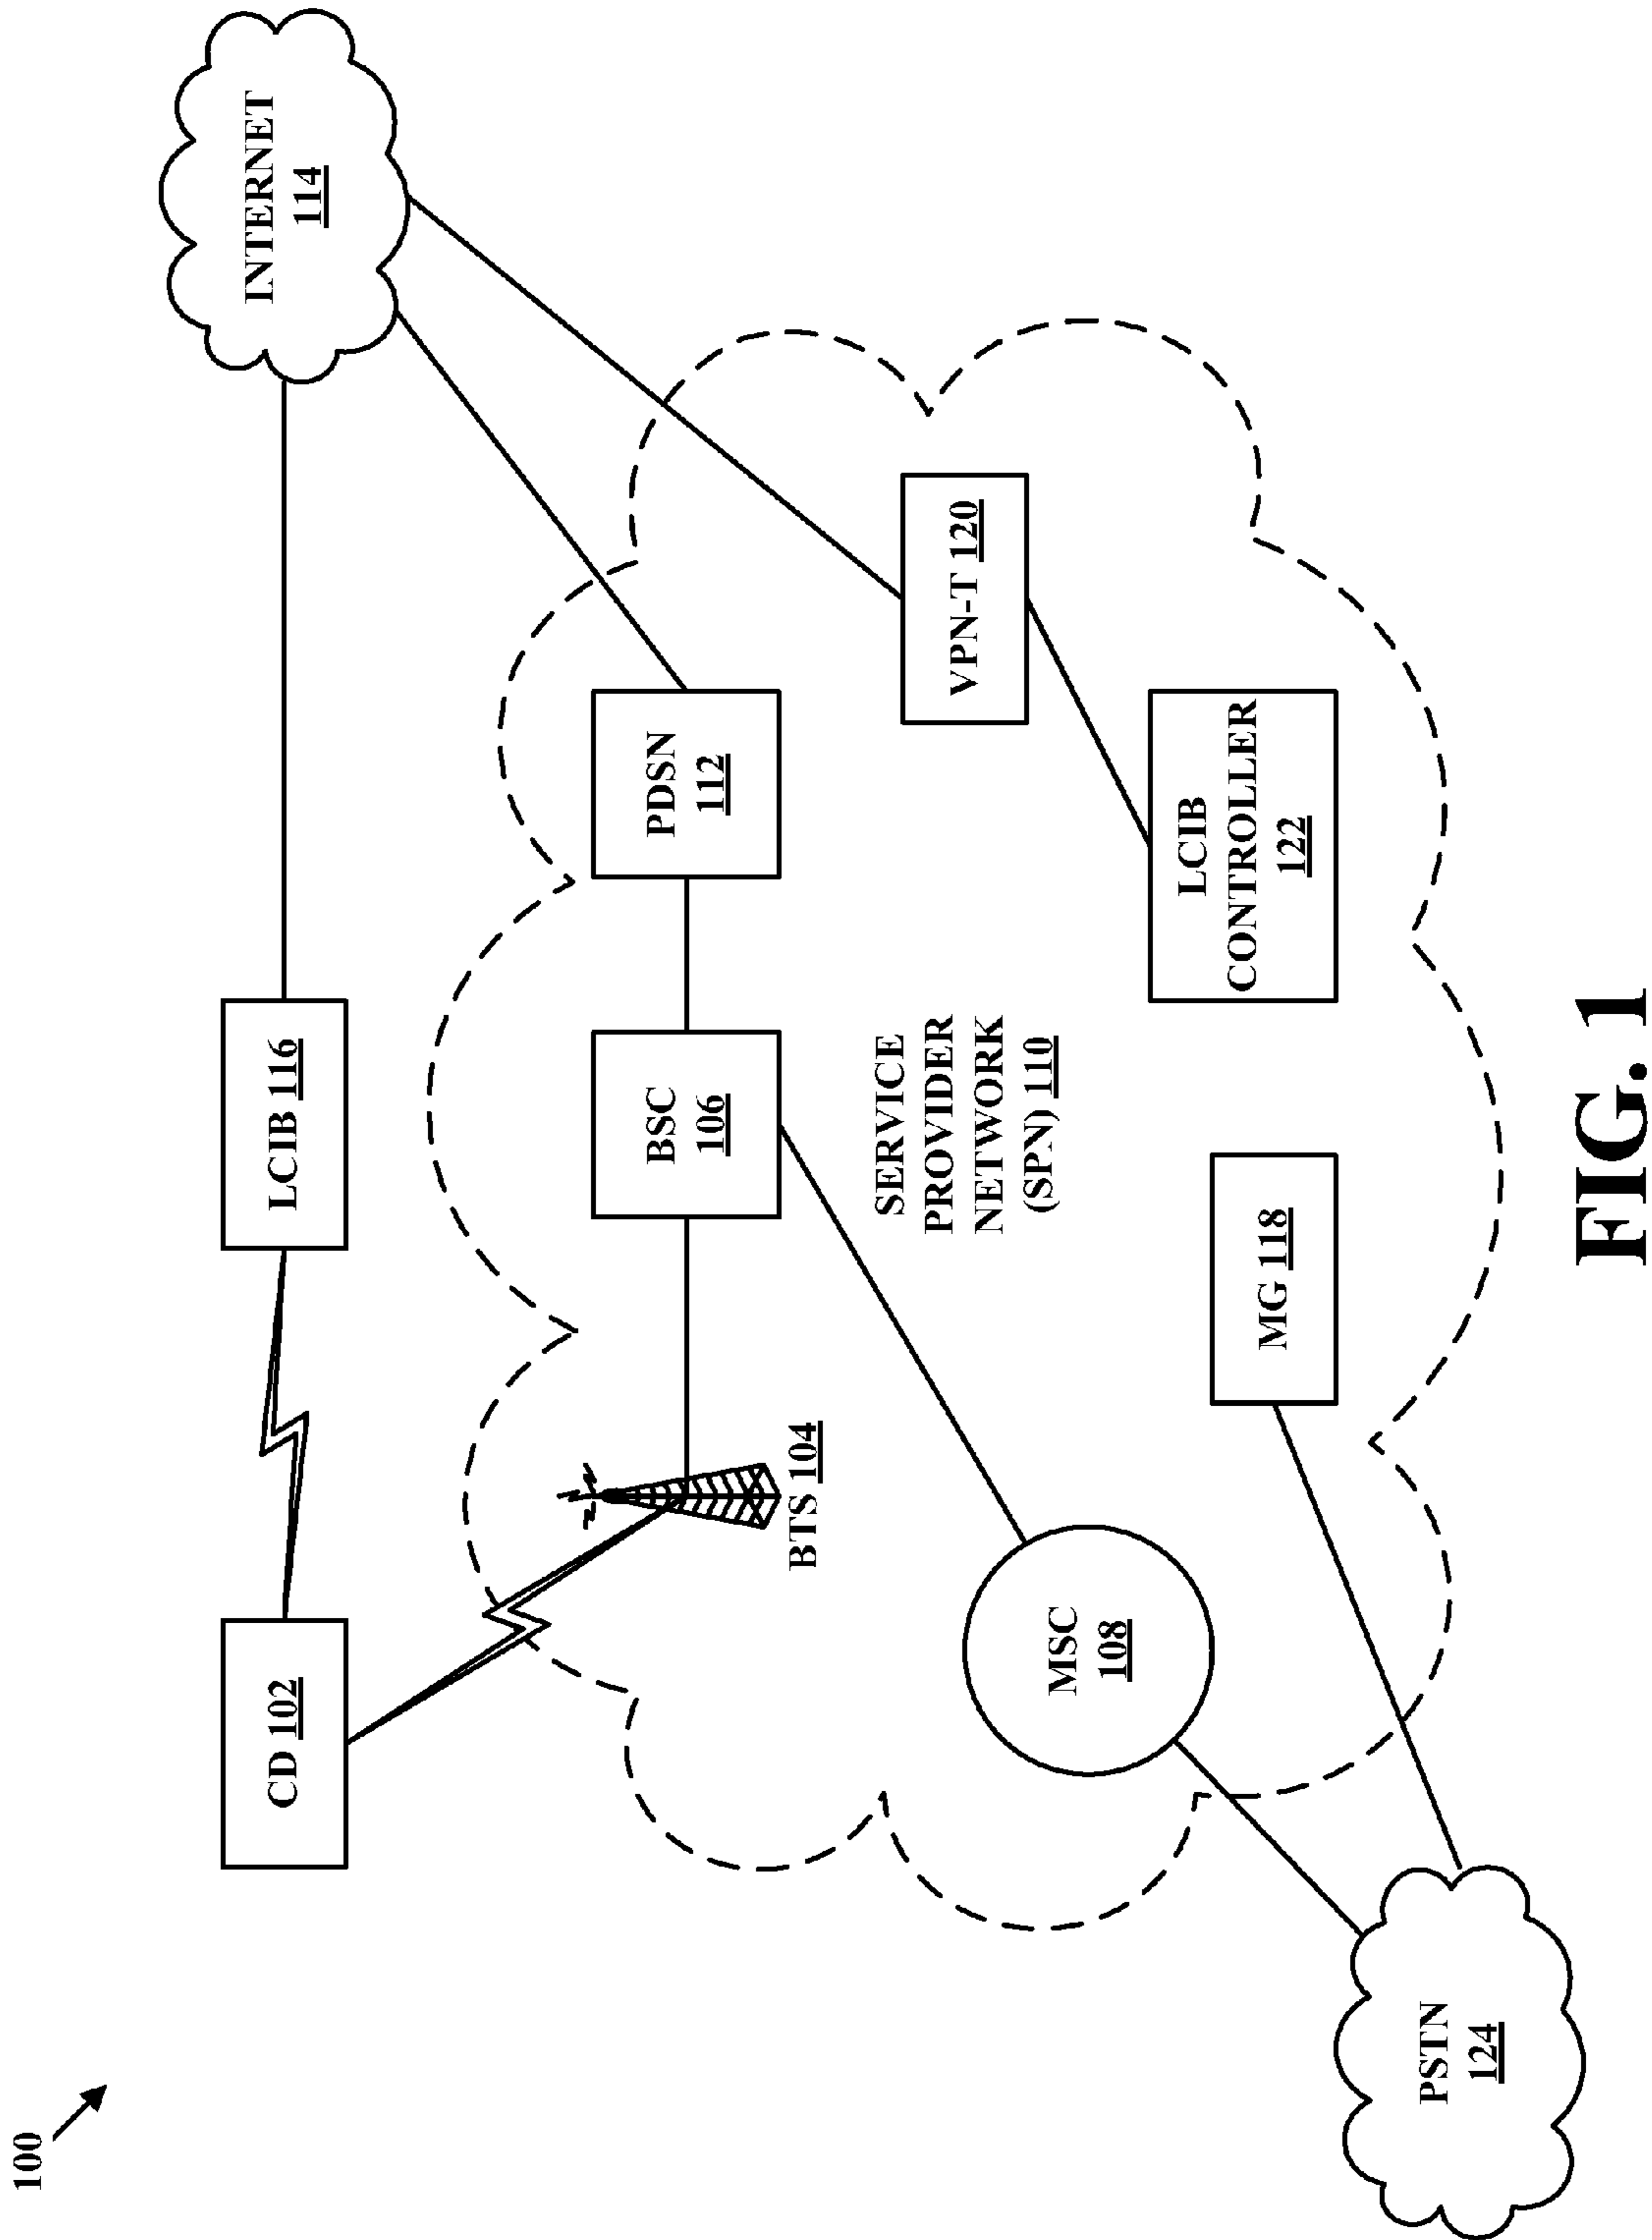 100
CD 102
LCIB 116
INTERNET
114
BTS 104
BSC
106
PDSN
112
SERVICE
PROVIDER
NETWORK
(SPN) 110
VPN-T 120
MSC
108
MG 118
LCIB
CONTROLLER
122
PSTN
124
FIG. 1